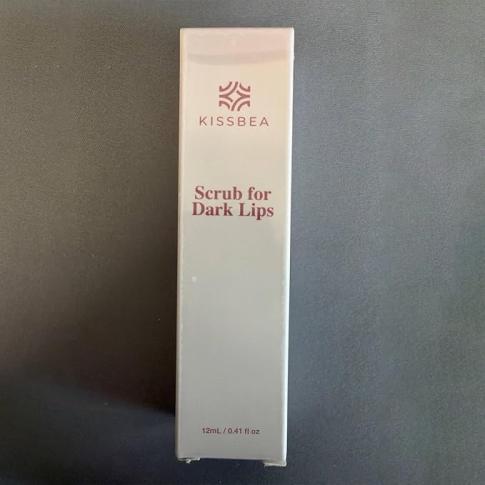 KISSBEA
Scrub for
Dark Lips
12mL / 0.41 fl oz